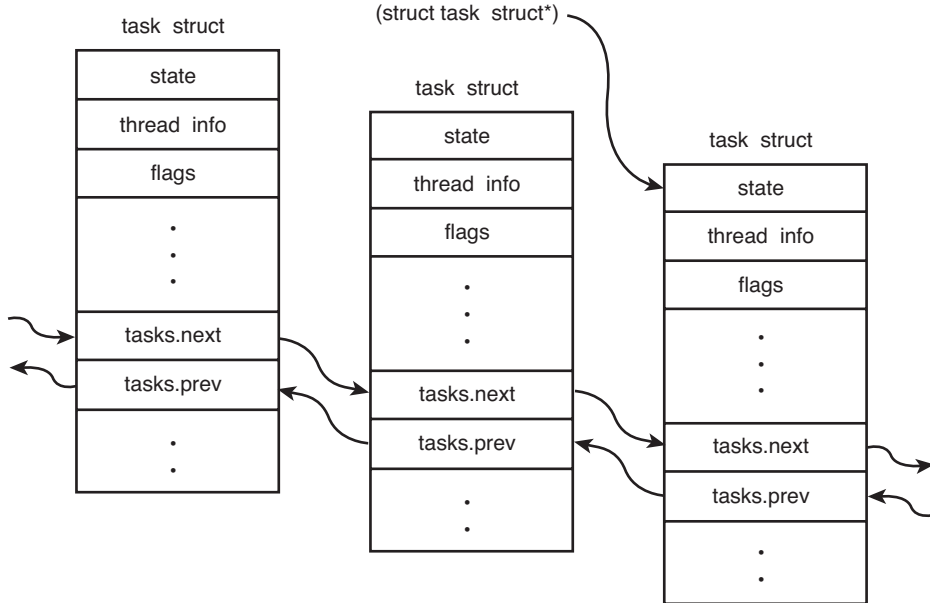 (struct task struct*)
task struct
state
thread info
flags
tasks.next
tasks.prev
task struct
state
thread info
flags
tasks.next
tasks.prev
task struct
state
thread info
flags
tasks.next
tasks.prev